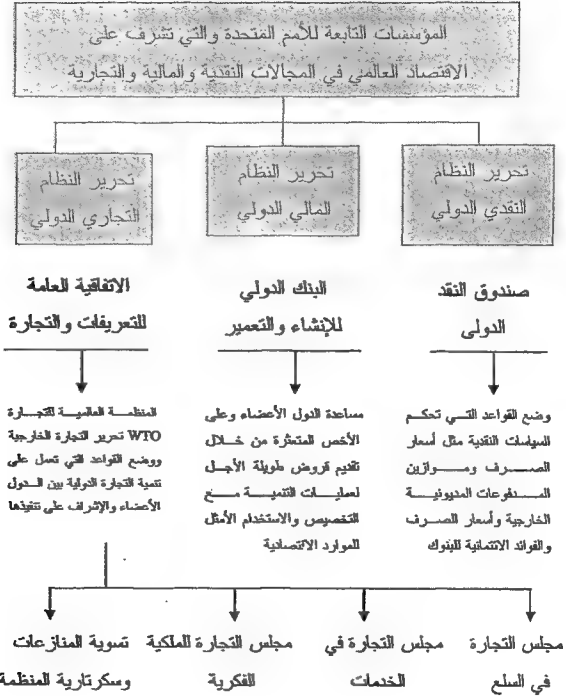 المؤسسات التابعة للأمم المتحدة والتي تشرف على
الاقتصاد العالمي في المجالات النقدية والمالية والتجارية
تحرير النظام
النقدي الدولي
تحرير النظام
المالي الدولي
تحرير النظام
التجاري الدولي
صندوق النقد
الدولى
البنك الدولي
للإنشاء والتعمير
الاتفاقية العامة
للتعريفات والتجارة
وضع القواعد التي تحكم
السياسات النقدية مثل أسعار
الصرف وموازين
المدفوعات المديونية
الخارجية وأسعار الصرف
والفوائد الائتمانية للبنوك
مساعدة الدول الأعضاء وعلى
الأخص المتعثرة من خلال
تقديم قروض طويلة الأجل
لعمليات التنمية مع
التخصيص والاستخدام الأمثل
للموارد الاقتصادية
المنظمة العالمية للتجارة
WTO تحرير التجارة الخارجية
ووضع القواعد التي تعمل على
تنمية التجارة الدولية بين الدول
الأعضاء والإشراف على تنفيذها
مجلس التجارة
في السلع
مجلس التجارة في
الخدمات
مجلس التجارة للملكية
الفكرية
تسوية المنازعات
وسكرتارية المنظمة